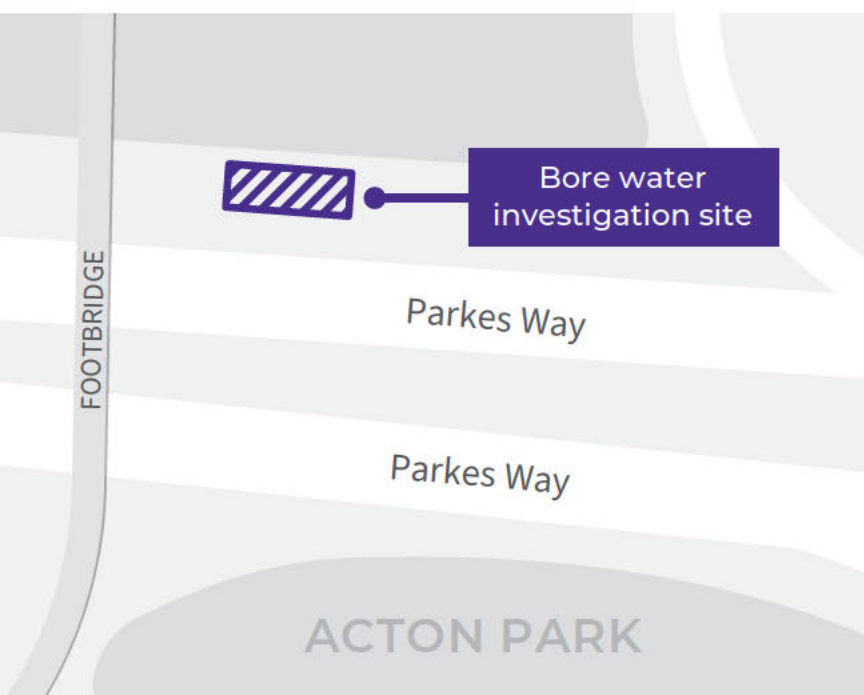 Bore water
investigation site
FOOTBRIDGE
Parkes Way
Parkes Way
ACTON PARK